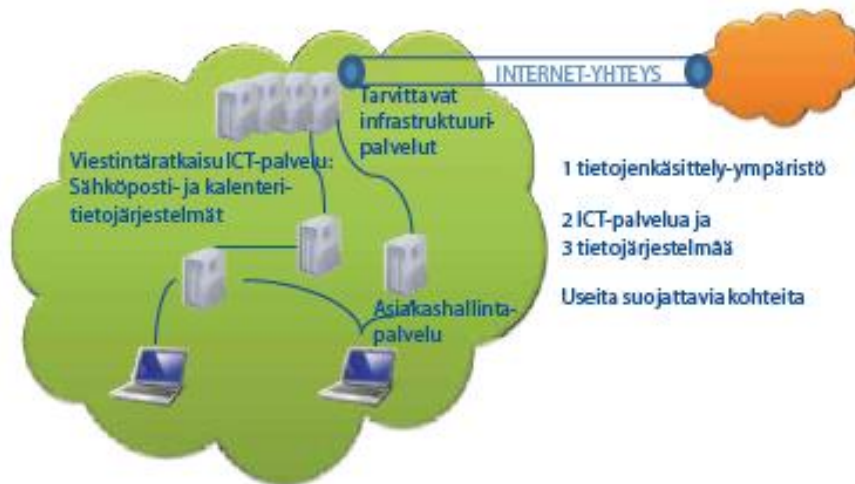 INTERNET-YHTEYS
Tarvittavat
infrastruktuuri-
palvelut
Viestintäratkaisu ICT-palvelu:
Sähköposti- ja kalenteri-
tietojärjestelmät
Asiakashallinta-
palvelu
1 tietojenkäsittely-ympäristö
2 ICT-palvelua ja
3 tietojärjestelmää
Useita suojattavia kohteita